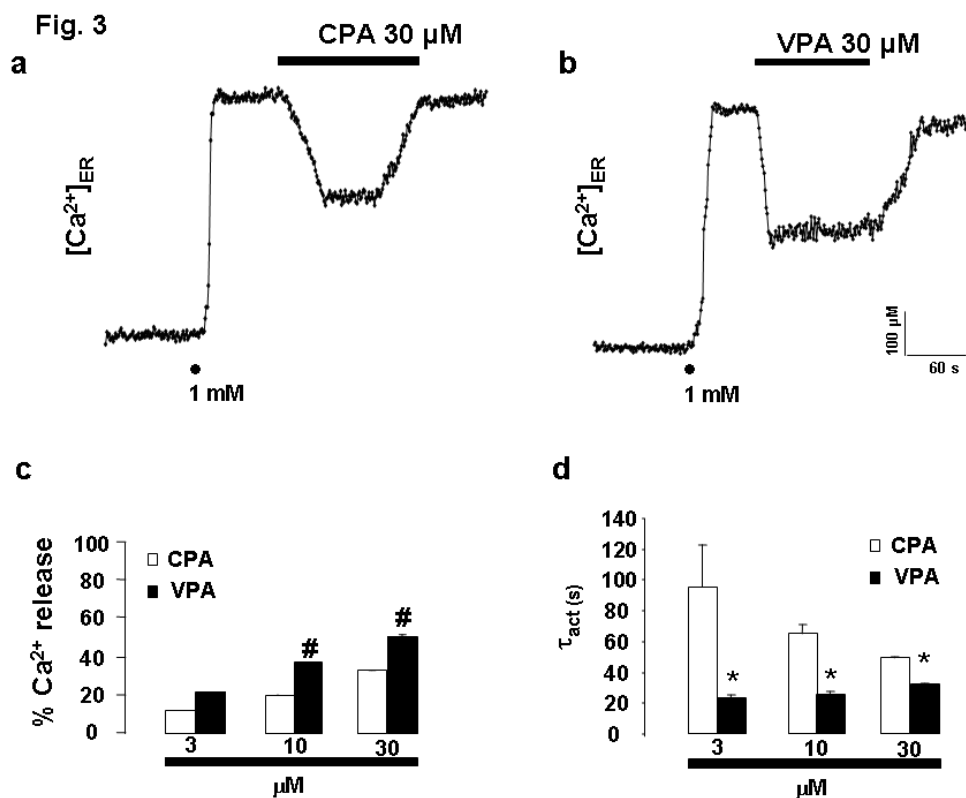 Fig. 3
a
CPA 30 µM
[Ca²⁺]ER
1 mM
b
VPA 30 µM
[Ca²⁺]ER
1 mM
100 µM
60 s
c
% Ca²⁺ release
100
80
60
40
20
0
CPA
VPA
#
#
3 10 30
µM
d
τact (s)
140
120
100
80
60
40
20
0
CPA
VPA
*
*
*
3 10 30
µM